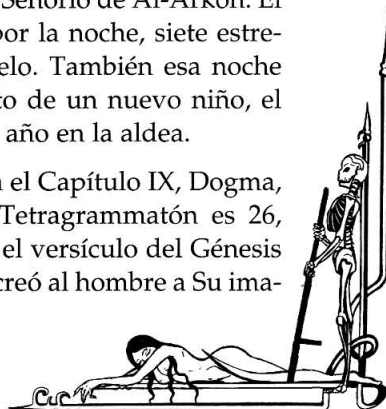 Señorío de Al-Arkon. El
por la noche, siete estre-
elo. También esa noche
to de un nuevo niño, el
año en la aldea.
el Capítulo IX, Dogma,
Tetragrammatón es 26,
el versículo del Génesis
creó al hombre a Su ima-